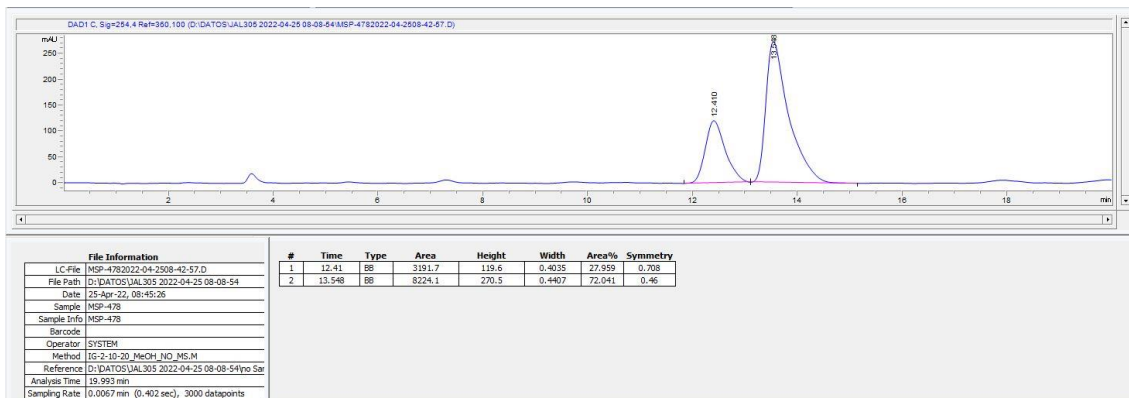 DAD1 C, Sig=254,4 Ref=360,100 (D:\DATOS\JAL305 2022-04-25 08-08-54\MSP-4782022-04-2508-42-57.D)
mAU
250
200
150
100
50
0
12.410
13.548
2 4 6 8 10 12 14 16 18 min
File Information
LC-File MSP-4782022-04-2508-42-57.D
File Path D:\DATOS\JAL305 2022-04-25 08-08-54
Date 25-Apr-22, 08:45:26
Sample MSP-478
Sample Info MSP-478
Barcode
Operator SYSTEM
Method IG-2-10-20_MeOH_NO_MS.M
Reference D:\DATOS\JAL305 2022-04-25 08-08-54\no Sar
Analysis Time 19.993 min
Sampling Rate 0.0067 min (0.402 sec), 3000 datapoints
# Time Type Area Height Width Area% Symmetry
1 12.41 BB 3191.7 119.6 0.4035 27.959 0.708
2 13.548 BB 8224.1 270.5 0.4407 72.041 0.46